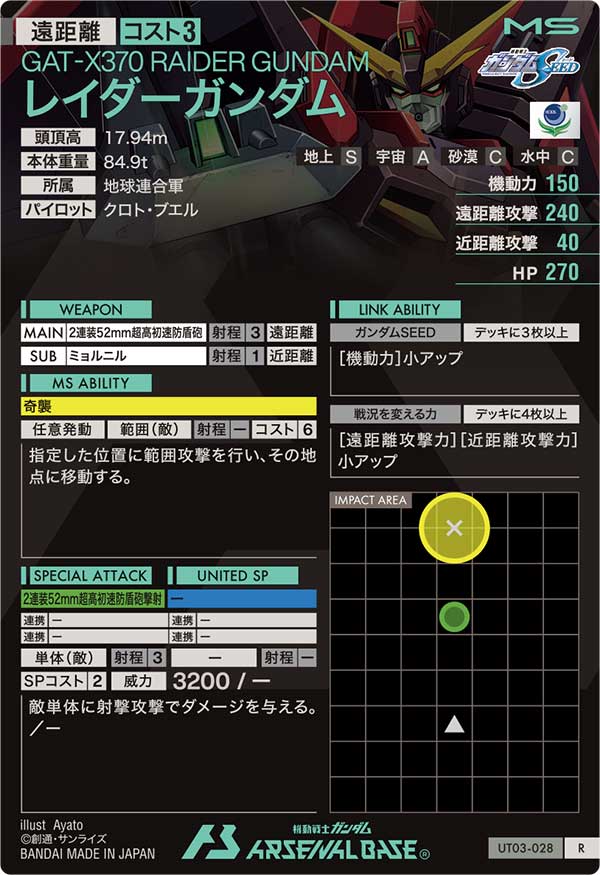 遠距離 コスト3 MS
機動戦士 ガンダムSEED
GAT-X370 RAIDER GUNDAM
レイダーガンダム
頭頂高 17.94m
本体重量 84.9t
所属 地球連合軍
パイロット クロト・ブエル
地上 S 宇宙 A 砂漠 C 水中 C
機動力 150
遠距離攻撃 240
近距離攻撃 40
HP 270
WEAPON
MAIN 2連装52mm超高初速防盾砲 射程 3 遠距離
SUB ミョルニル 射程 1 近距離
MS ABILITY
奇襲
任意発動 範囲(敵) 射程 ー コスト 6
指定した位置に範囲攻撃を行い、その地
点に移動する。
LINK ABILITY
ガンダムSEED デッキに3枚以上
[機動力]小アップ
戦況を変える力 デッキに4枚以上
[遠距離攻撃力][近距離攻撃力]
小アップ
IMPACT AREA
SPECIAL ATTACK UNITED SP
2連装52mm超高初速防盾砲撃射 ー
連携 ー 連携 ー
連携 ー 連携 ー
単体(敵) 射程 3 ー 射程 ー
SPコスト 2 威力 3200 / ー
敵単体に射撃攻撃でダメージを与える。
/ー
illust Ayato
©創通・サンライズ
BANDAI MADE IN JAPAN
機動戦士ガンダム
ARSENAL BASE ®
UT03-028 R